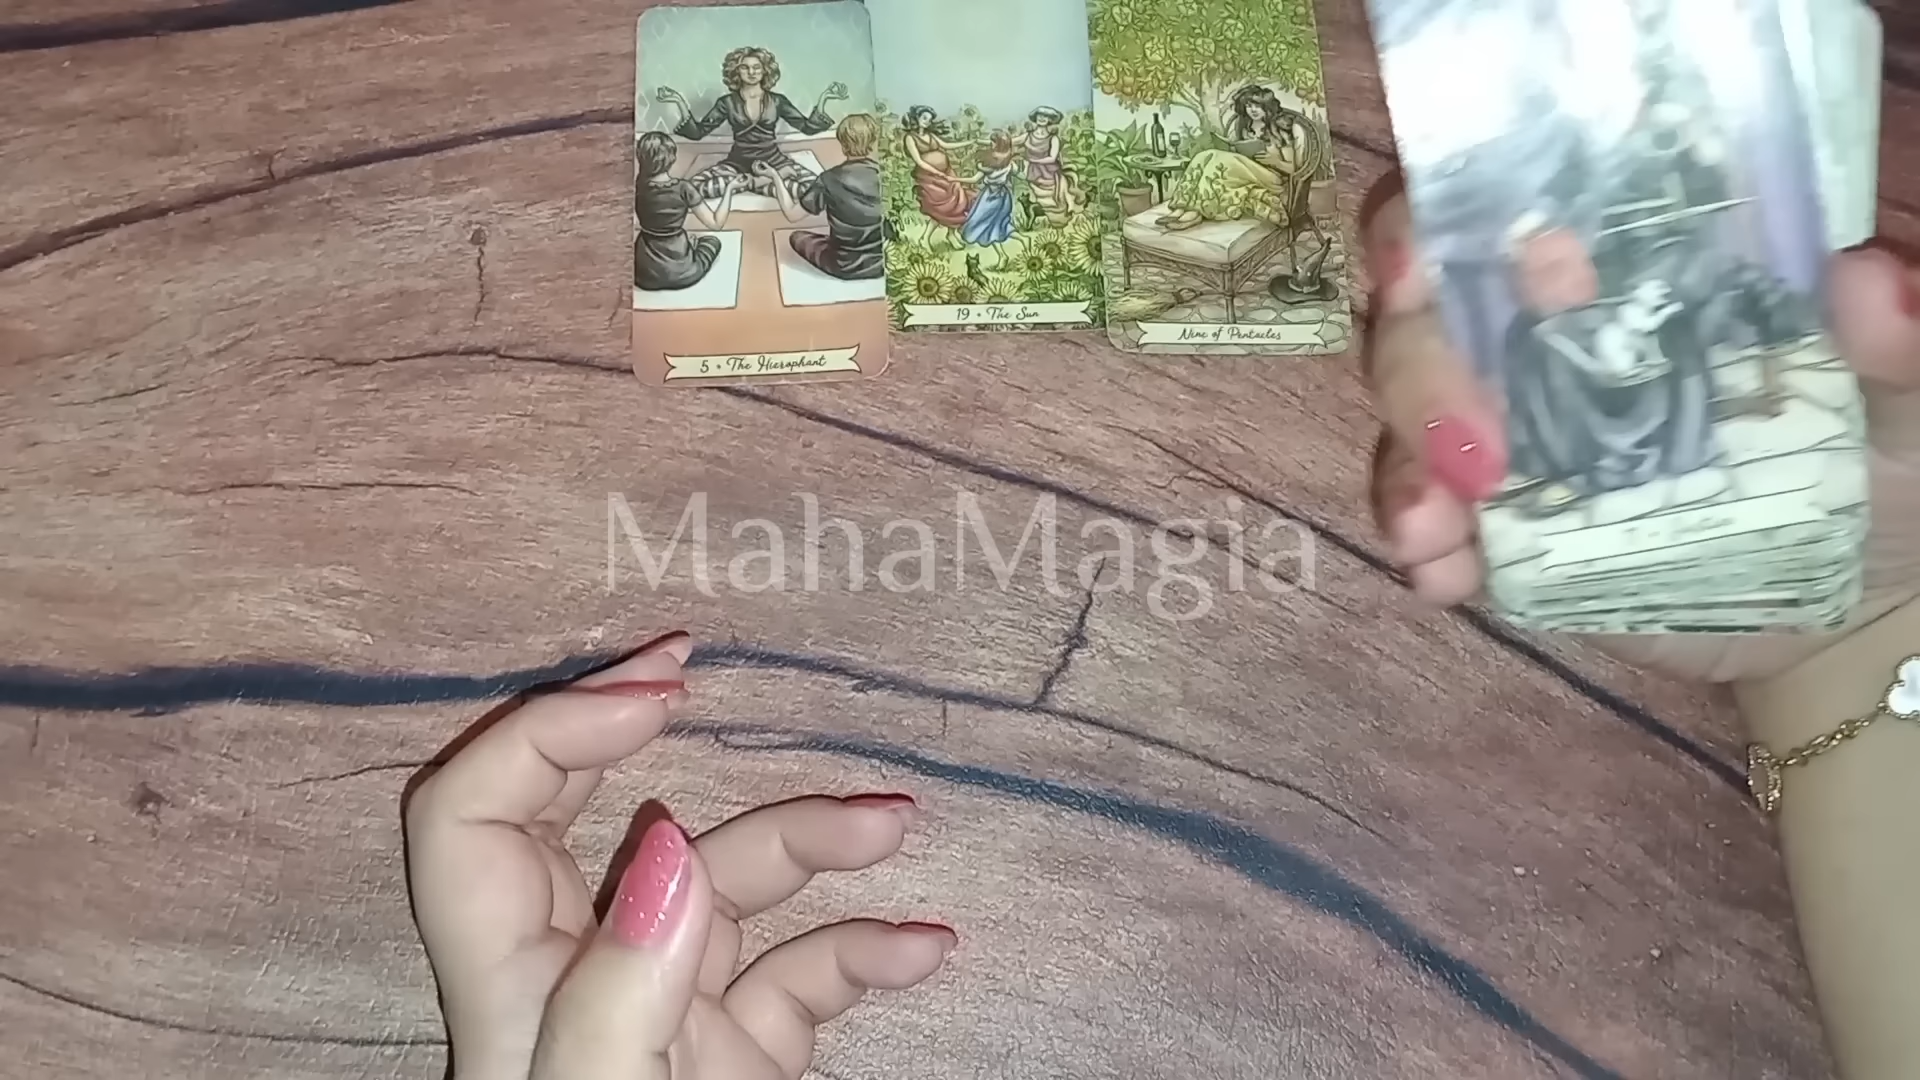 5 • The Hierophant
19 • The Sun
Nine of Pentacles
MahaMagia